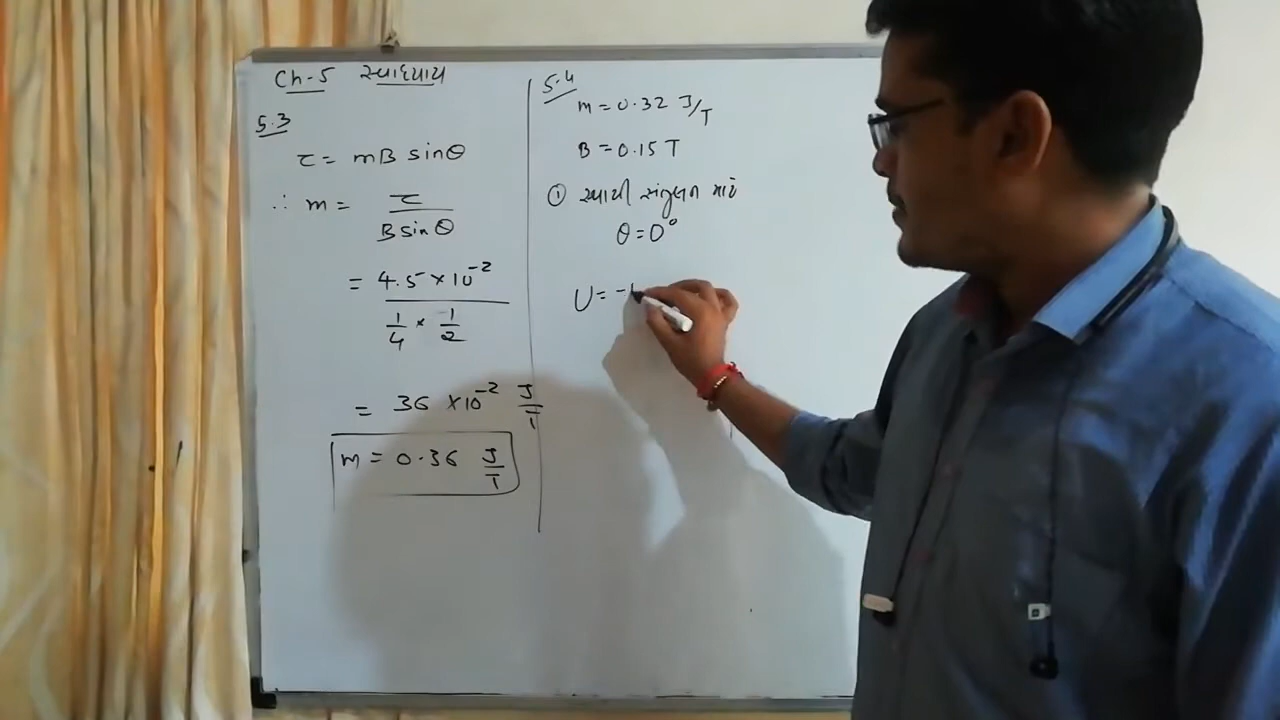 Ch-5 સ્વાધ્યાય
5.3
τ = mB sinθ
∴ m = τ / B sinθ
= 4.5 × 10⁻² / 1/4 × 1/2
= 36 × 10⁻² J/T
m = 0.36 J/T
5.4
m = 0.32 J/T
B = 0.15 T
① સ્થાયી સંતુલન માટે
θ = 0°
U = -